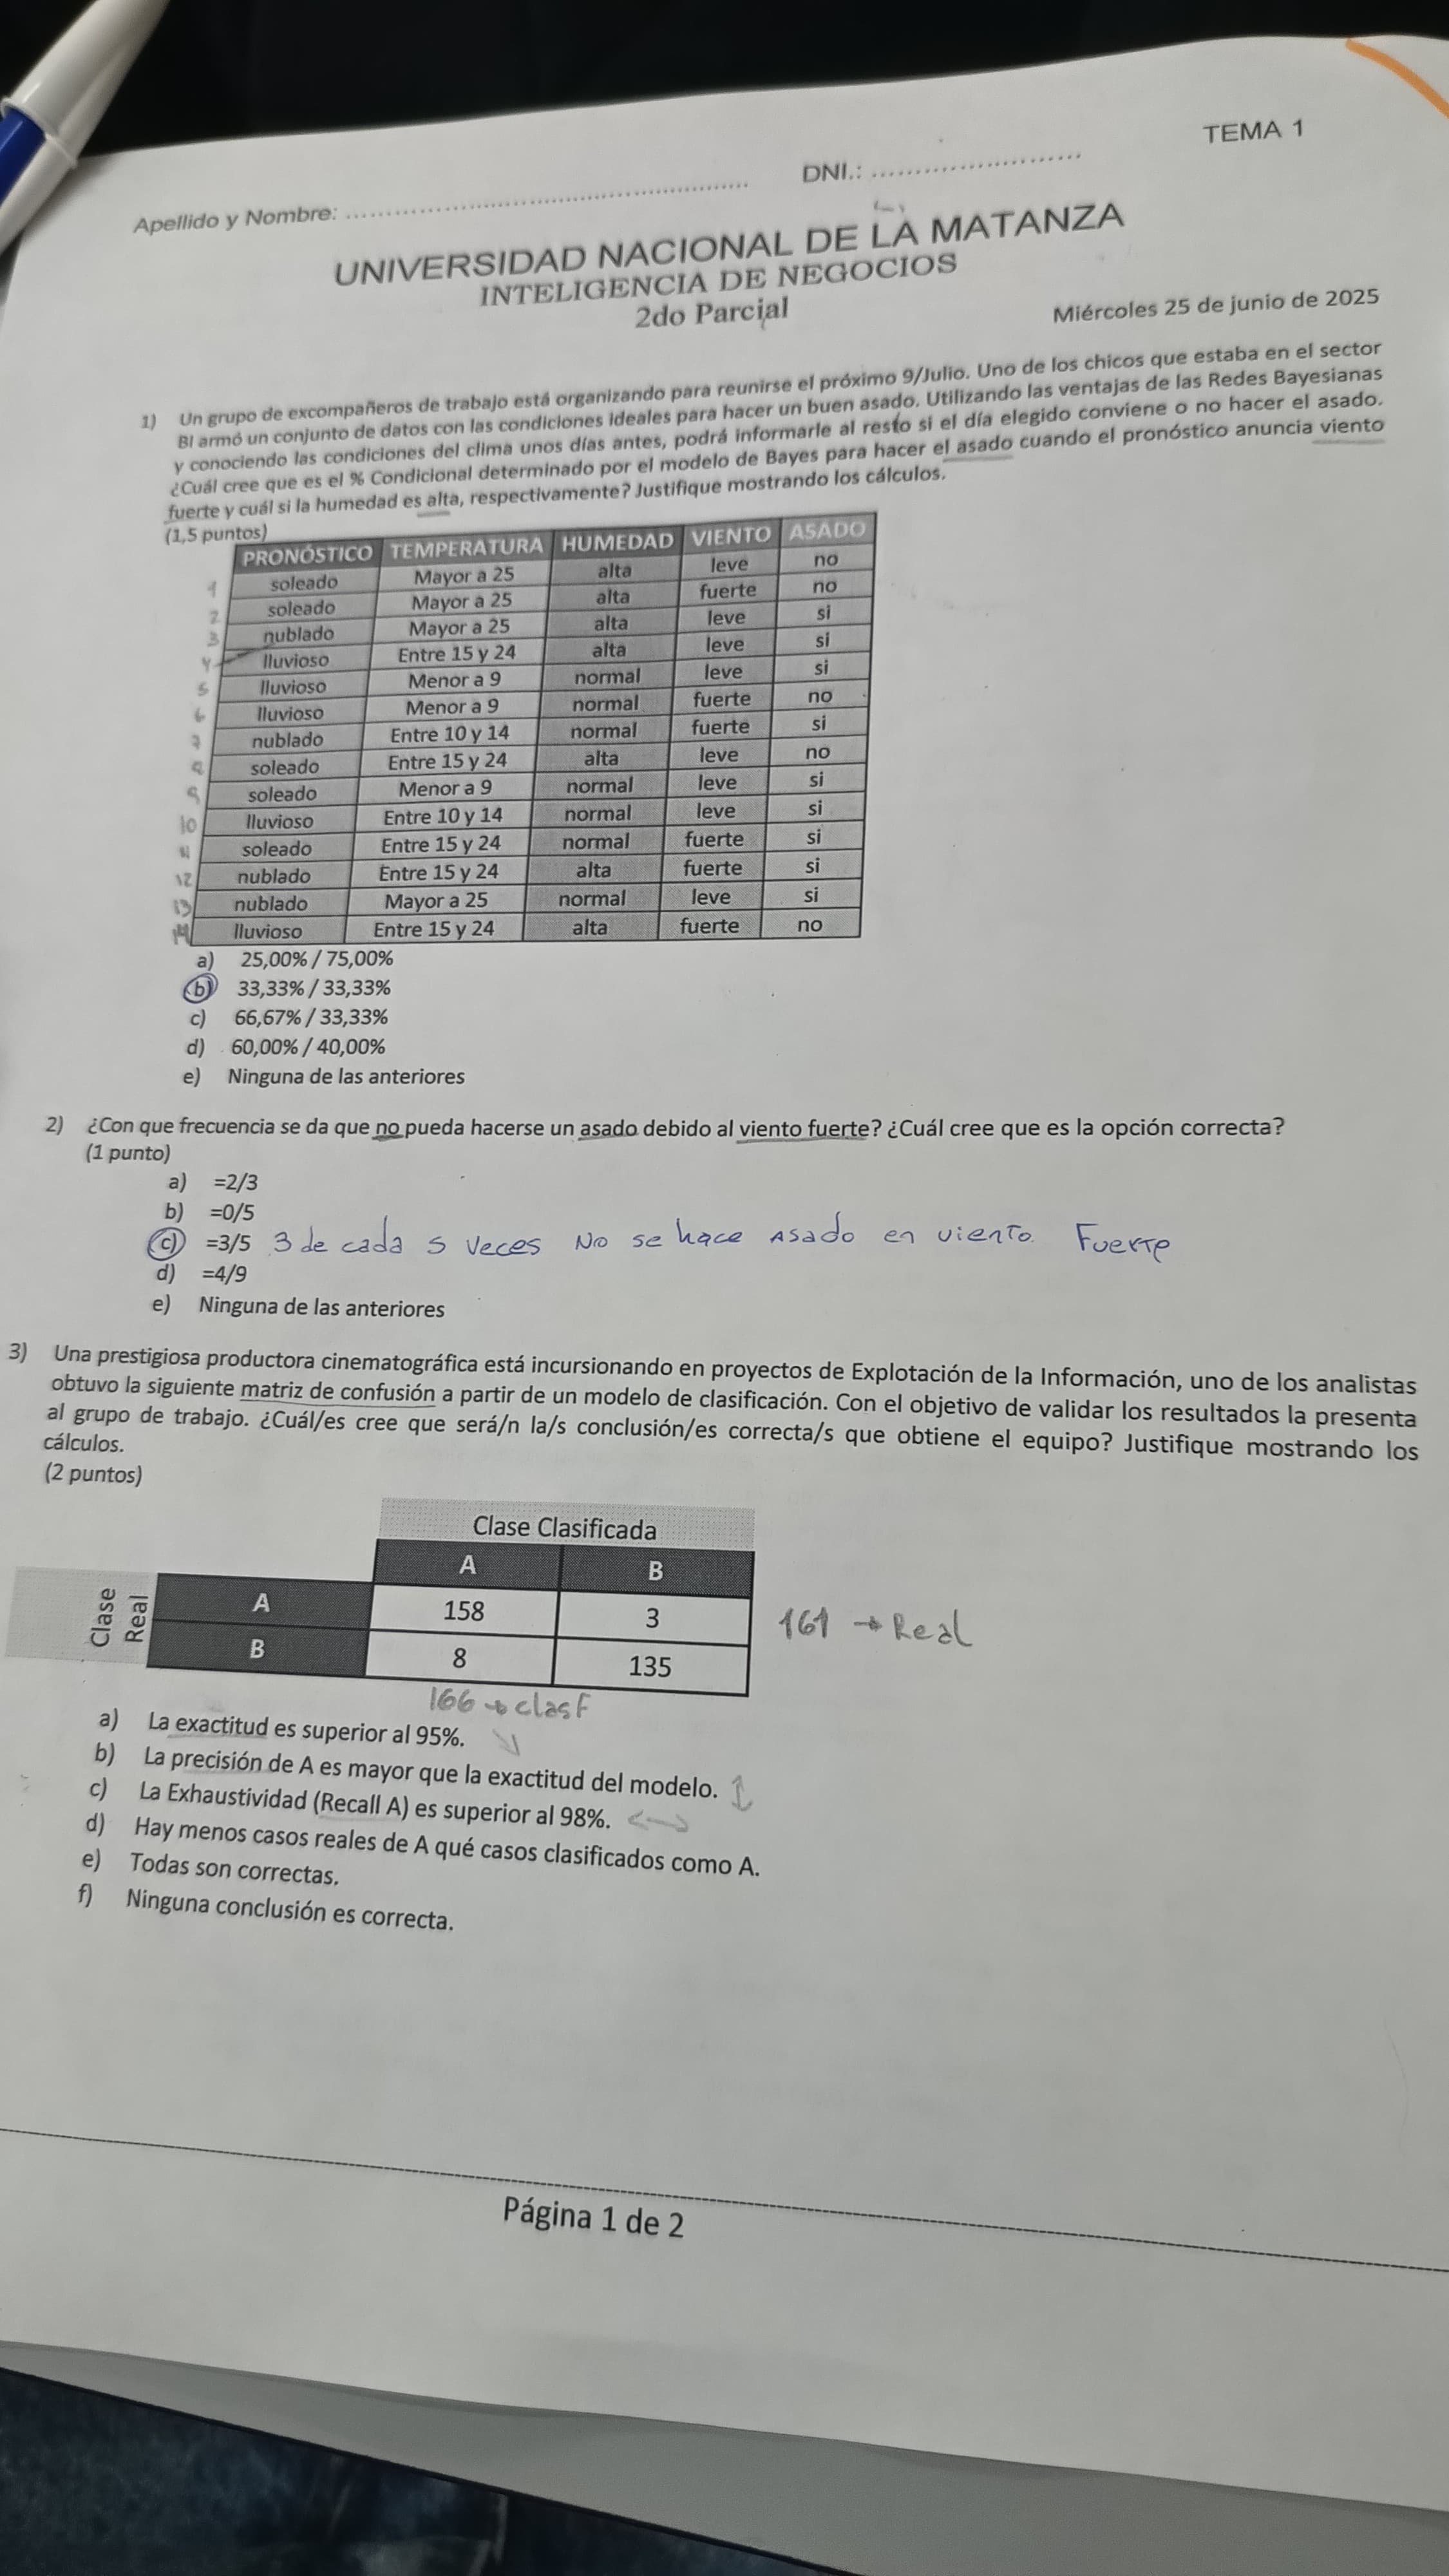 TEMA 1
Apellido y Nombre: ........................................ DNI.: ........................
UNIVERSIDAD NACIONAL DE LA MATANZA
INTELIGENCIA DE NEGOCIOS
2do Parcial
Miércoles 25 de junio de 2025
1) Un grupo de excompañeros de trabajo está organizando para reunirse el próximo 9/Julio. Uno de los chicos que estaba en el sector
BI armó un conjunto de datos con las condiciones ideales para hacer un buen asado. Utilizando las ventajas de las Redes Bayesianas
y conociendo las condiciones del clima unos días antes, podrá informarle al resto si el día elegido conviene o no hacer el asado.
¿Cuál cree que es el % Condicional determinado por el modelo de Bayes para hacer el asado cuando el pronóstico anuncia viento
fuerte y cuál si la humedad es alta, respectivamente? Justifique mostrando los cálculos.
(1,5 puntos)
PRONÓSTICO TEMPERATURA HUMEDAD VIENTO ASADO
1 soleado Mayor a 25 alta leve no
2 soleado Mayor a 25 alta fuerte no
3 nublado Mayor a 25 alta leve si
4 lluvioso Entre 15 y 24 alta leve si
5 lluvioso Menor a 9 normal leve si
6 lluvioso Menor a 9 normal fuerte no
7 nublado Entre 10 y 14 normal fuerte si
soleado Entre 15 y 24 alta leve no
9 soleado Menor a 9 normal leve si
10 lluvioso Entre 10 y 14 normal leve si
11 soleado Entre 15 y 24 normal fuerte si
12 nublado Entre 15 y 24 alta fuerte si
13 nublado Mayor a 25 normal leve si
14 lluvioso Entre 15 y 24 alta fuerte no
a) 25,00% / 75,00%
b) 33,33% / 33,33%
c) 66,67% / 33,33%
d) 60,00% / 40,00%
e) Ninguna de las anteriores
2) ¿Con que frecuencia se da que no pueda hacerse un asado debido al viento fuerte? ¿Cuál cree que es la opción correcta?
(1 punto)
a) =2/3
b) =0/5
c) =3/5 3 de cada 5 veces No se hace Asado en viento Fuerte
d) =4/9
e) Ninguna de las anteriores
3) Una prestigiosa productora cinematográfica está incursionando en proyectos de Explotación de la Información, uno de los analistas
obtuvo la siguiente matriz de confusión a partir de un modelo de clasificación. Con el objetivo de validar los resultados la presenta
al grupo de trabajo. ¿Cuál/es cree que será/n la/s conclusión/es correcta/s que obtiene el equipo? Justifique mostrando los
cálculos.
(2 puntos)
Clase Clasificada
A B
Clase Real
A 158 3 161 → Real
B 8 135
166 → clasF
a) La exactitud es superior al 95%.
b) La precisión de A es mayor que la exactitud del modelo.
c) La Exhaustividad (Recall A) es superior al 98%.
d) Hay menos casos reales de A qué casos clasificados como A.
e) Todas son correctas.
f) Ninguna conclusión es correcta.
Página 1 de 2